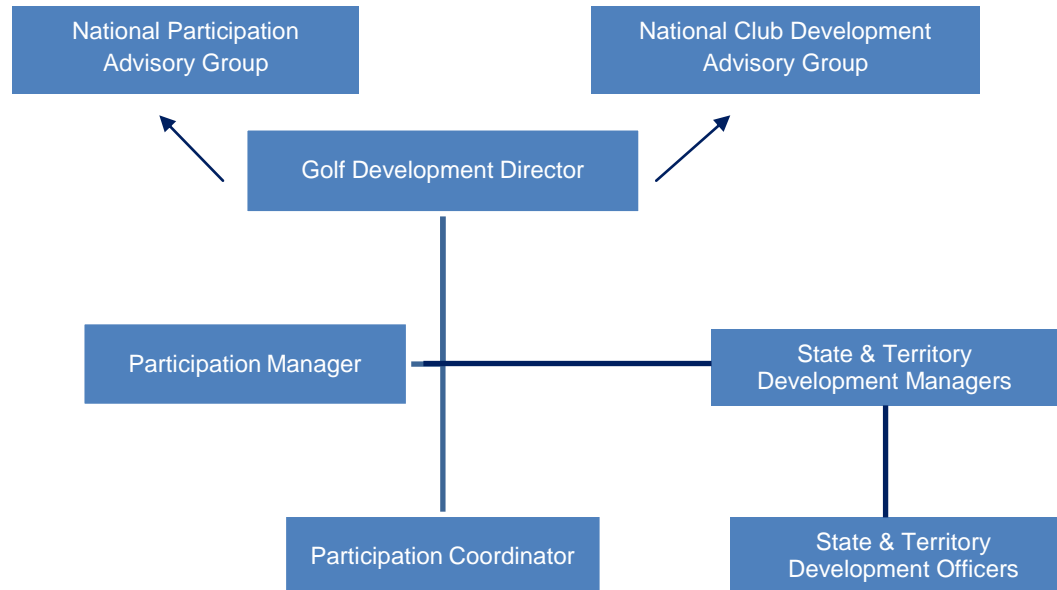 National Participation
Advisory Group
National Club Development
Advisory Group
Golf Development Director
Participation Manager
State & Territory
Development Managers
Participation Coordinator
State & Territory
Development Officers